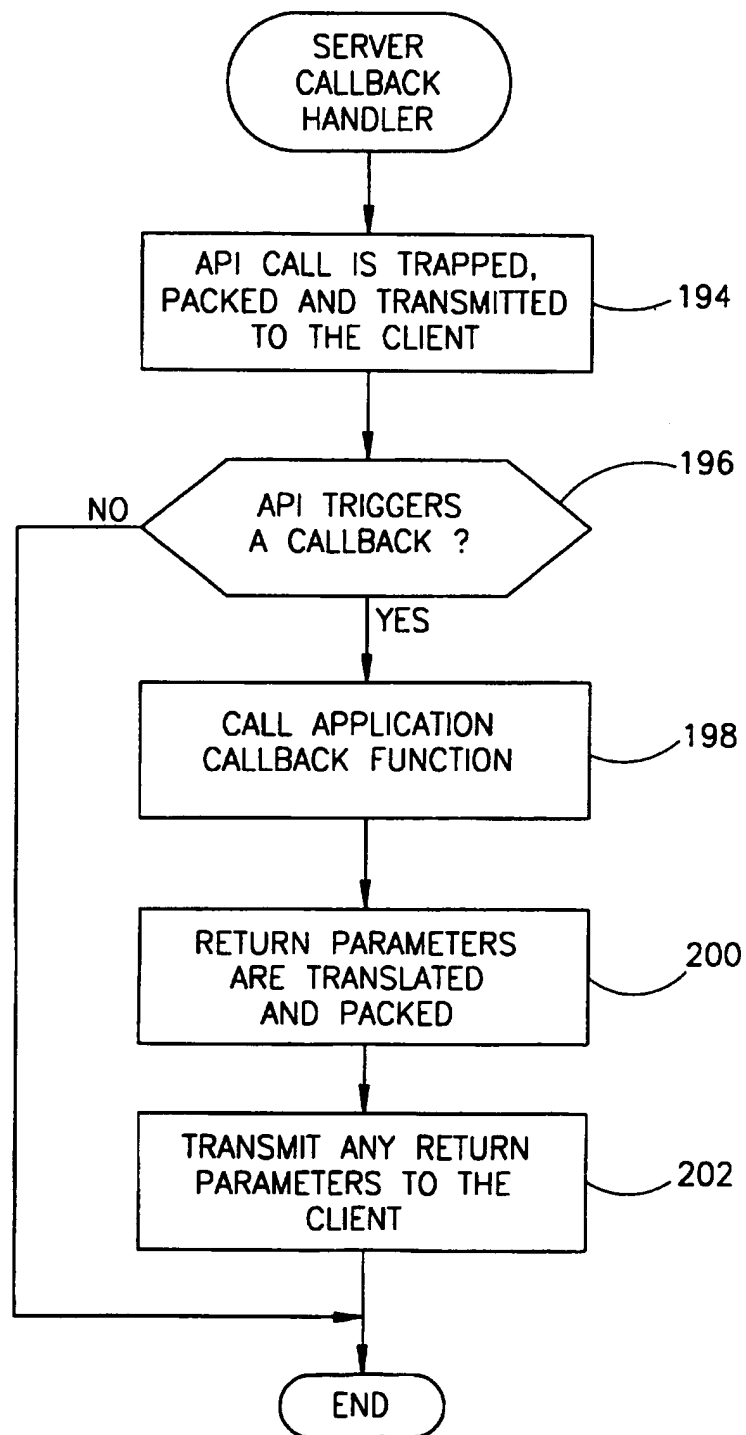 SERVER
CALLBACK
HANDLER
API CALL IS TRAPPED,
PACKED AND TRANSMITTED
TO THE CLIENT
194
196
API TRIGGERS
A CALLBACK ?
NO
YES
CALL APPLICATION
CALLBACK FUNCTION
198
RETURN PARAMETERS
ARE TRANSLATED
AND PACKED
200
TRANSMIT ANY RETURN
PARAMETERS TO THE
CLIENT
202
END